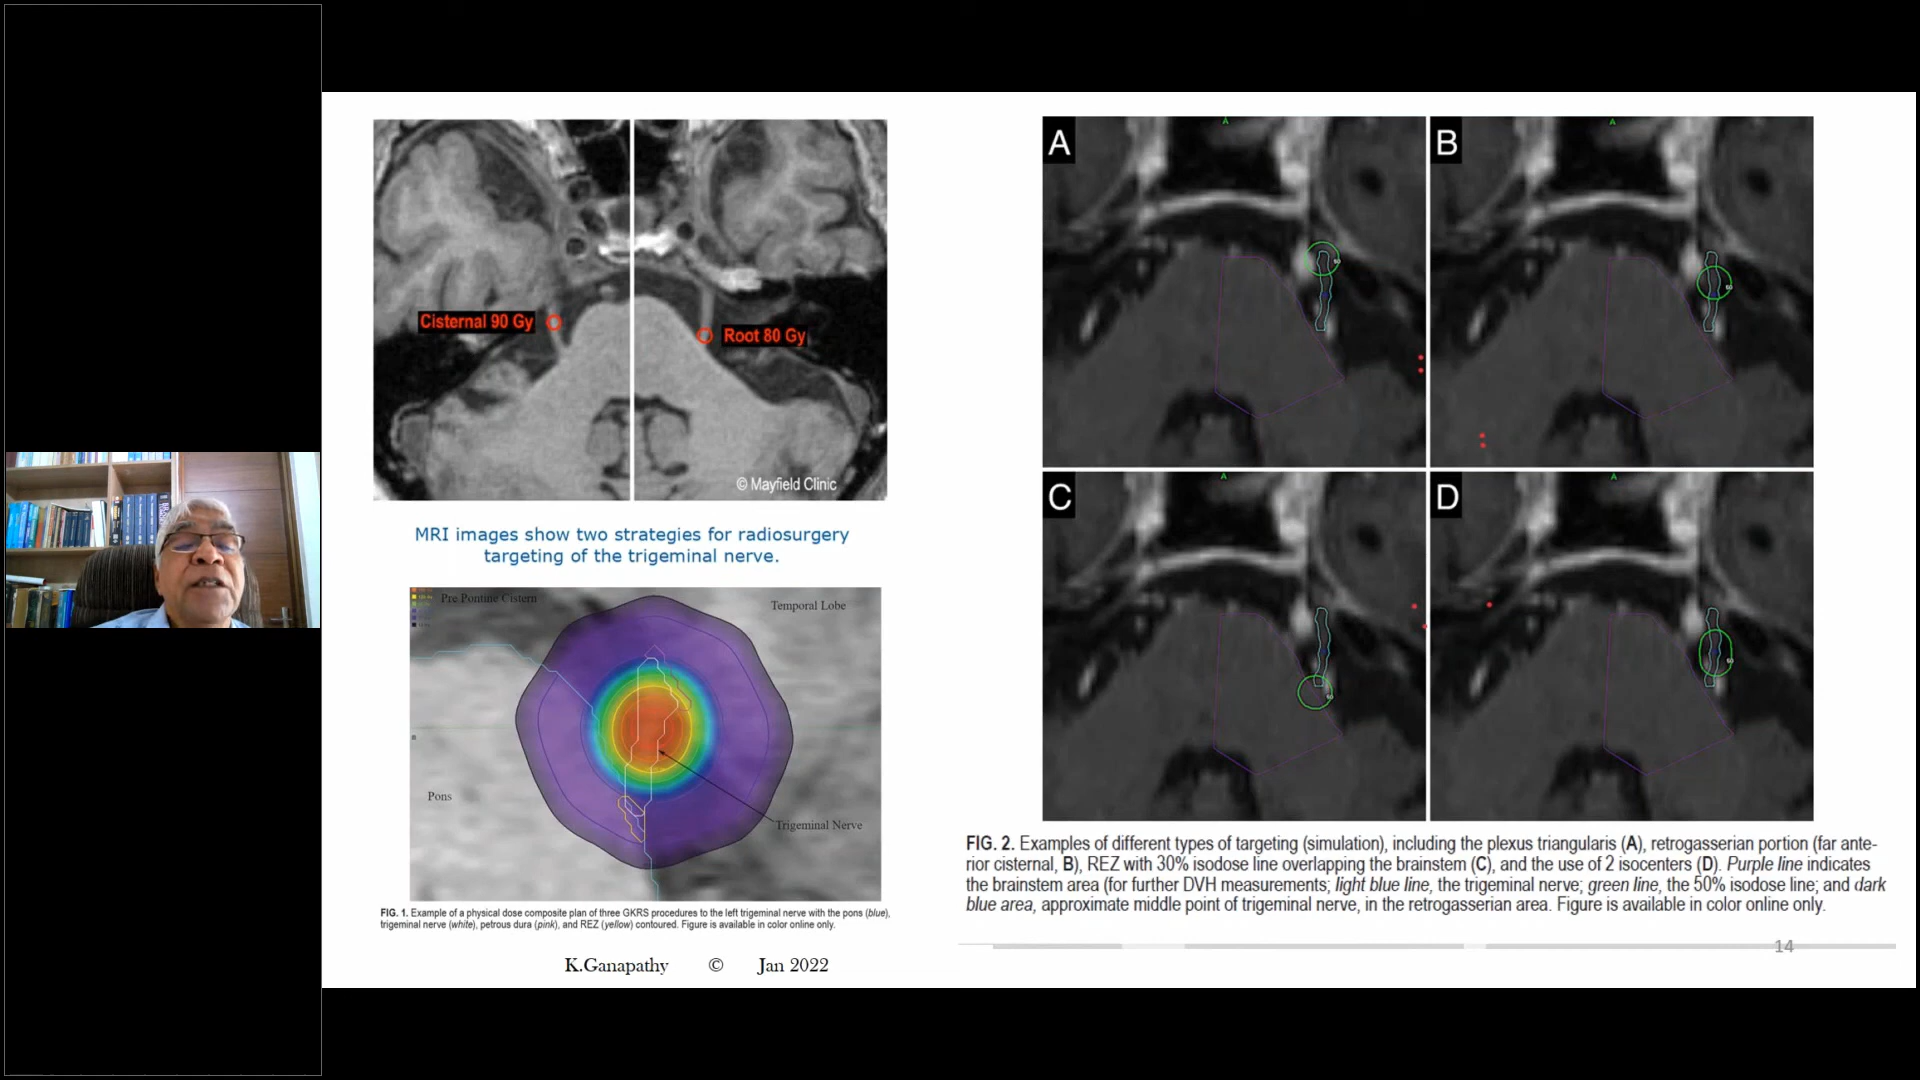 Cisternal 90 Gy
Root 80 Gy
© Mayfield Clinic
MRI images show two strategies for radiosurgery
targeting of the trigeminal nerve.
Pre Pontine Cistern
Temporal Lobe
Pons
Trigeminal Nerve
FIG. 1. Example of a physical dose composite plan of three GKRS procedures to the left trigeminal nerve with the pons (blue),
trigeminal nerve (white), petrous dura (pink), and REZ (yellow) contoured. Figure is available in color online only.
K.Ganapathy © Jan 2022
A
A
B
A
C
A
D
A
50
50
50
50
FIG. 2. Examples of different types of targeting (simulation), including the plexus triangularis (A), retrogasserian portion (far ante-
rior cisternal, B), REZ with 30% isodose line overlapping the brainstem (C), and the use of 2 isocenters (D). Purple line indicates
the brainstem area (for further DVH measurements; light blue line, the trigeminal nerve; green line, the 50% isodose line; and dark
blue area, approximate middle point of trigeminal nerve, in the retrogasserian area. Figure is available in color online only.
14